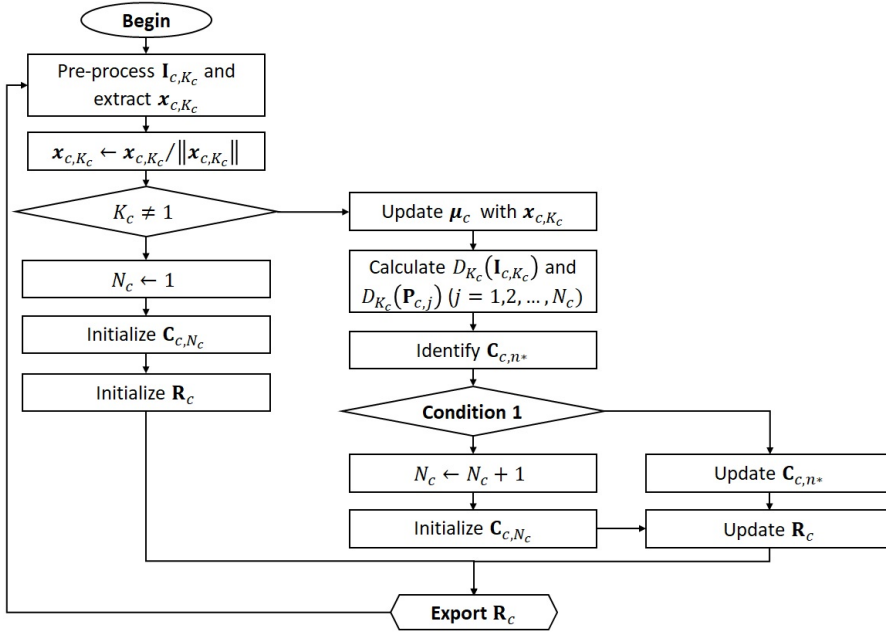 Begin
Pre-process I_{c,K_c} and
extract x_{c,K_c}
x_{c,K_c} ← x_{c,K_c}/‖x_{c,K_c}‖
K_c ≠ 1
N_c ← 1
Initialize C_{c,N_c}
Initialize R_c
Update μ_c with x_{c,K_c}
Calculate D_{K_c}(I_{c,K_c}) and
D_{K_c}(P_{c,j}) (j = 1,2, … , N_c)
Identify C_{c,n*}
Condition 1
N_c ← N_c + 1
Initialize C_{c,N_c}
Update C_{c,n*}
Update R_c
Export R_c